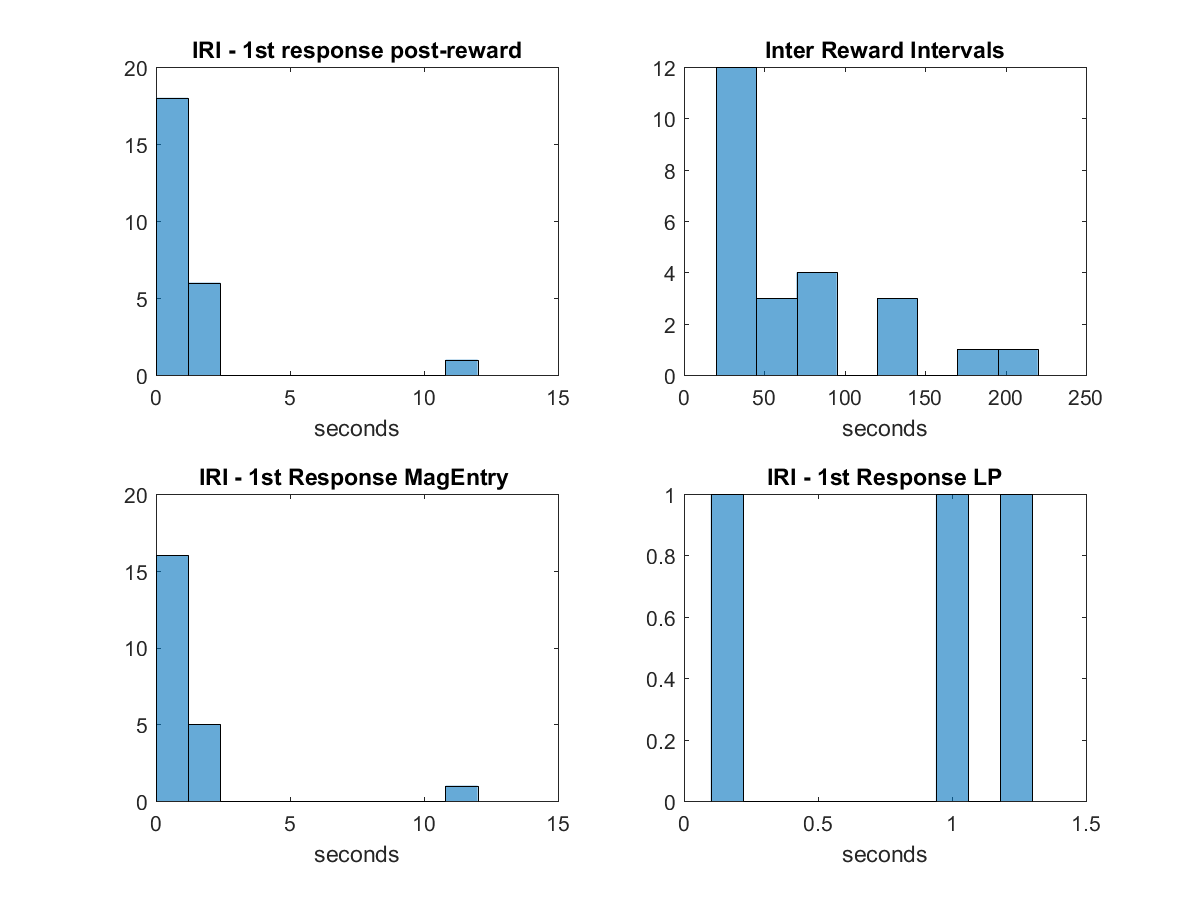 IRI - 1st response post-reward
20
15
10
5
0
0 5 10 15
seconds
Inter Reward Intervals
12
10
8
6
4
2
0
0 50 100 150 200 250
seconds
IRI - 1st Response MagEntry
20
15
10
5
0
0 5 10 15
seconds
IRI - 1st Response LP
1
0.8
0.6
0.4
0.2
0
0 0.5 1 1.5
seconds